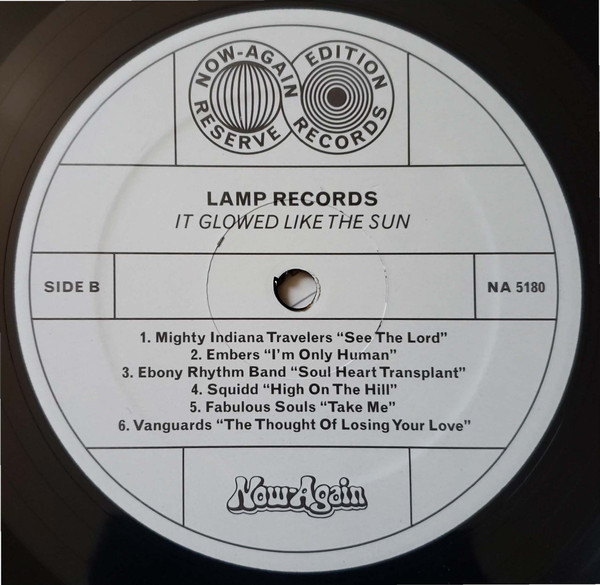 NOW-AGAIN RESERVE
EDITION RECORDS
LAMP RECORDS
IT GLOWED LIKE THE SUN
SIDE B
NA 5180
1. Mighty Indiana Travelers “See The Lord”
2. Embers “I’m Only Human”
3. Ebony Rhythm Band “Soul Heart Transplant”
4. Squidd “High On The Hill”
5. Fabulous Souls “Take Me”
6. Vanguards “The Thought Of Losing Your Love”
Now-Again